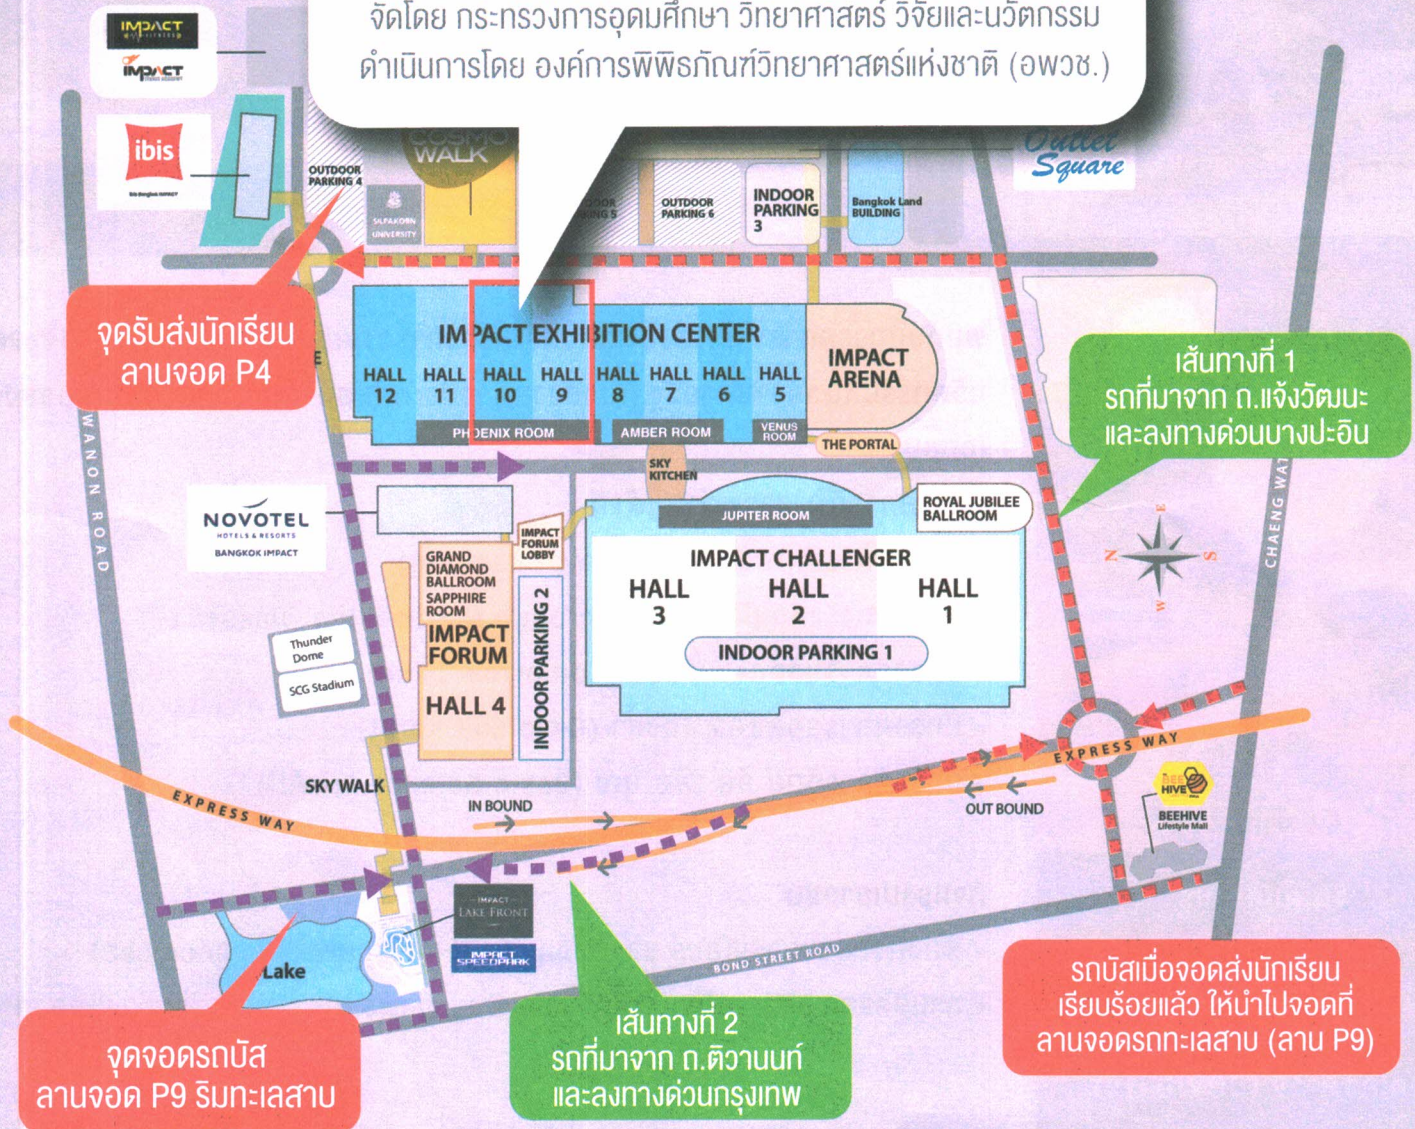 จัดโดย กระทรวงการอุดมศึกษา วิทยาศาสตร์ วิจัยและนวัตกรรม
ดำเนินการโดย องค์การพิพิธภัณฑ์วิทยาศาสตร์แห่งชาติ (อพวช.)
IMPACT
IMPACT
ibis
OUTDOOR
PARKING 4
SILPAKORN
UNIVERSITY
COSMO
WALK
OUTDOOR
PARKING 6
INDOOR
PARKING
3
Bangkok Land
BUILDING
Outlet
Square
จุดรับส่งนักเรียน
ลานจอด P4
IMPACT EXHIBITION CENTER
HALL
12
HALL
11
HALL
10
HALL
9
HALL
8
HALL
7
HALL
6
HALL
5
PHOENIX ROOM
AMBER ROOM
VENUS
ROOM
IMPACT
ARENA
THE PORTAL
เส้นทางที่ 1
รถที่มาจาก ถ.แจ้งวัฒนะ
และลงทางด่วนบางปะอิน
WANON ROAD
CHAENG WAT
SKY
KITCHEN
NOVOTEL
HOTELS & RESORTS
BANGKOK IMPACT
IMPACT
FORUM
LOBBY
GRAND
DIAMOND
BALLROOM
SAPPHIRE
ROOM
IMPACT
FORUM
HALL 4
INDOOR PARKING 2
JUPITER ROOM
ROYAL JUBILEE
BALLROOM
IMPACT CHALLENGER
HALL
3
HALL
2
HALL
1
INDOOR PARKING 1
N
E
S
W
Thunder
Dome
SCG Stadium
SKY WALK
EXPRESS WAY
IN BOUND
OUT BOUND
EXPRESS WAY
BEE
HIVE
BEEHIVE
Lifestyle Mall
IMPACT
LAKE FRONT
IMPACT
SPEEDPARK
Lake
BOND STREET ROAD
จุดจอดรถบัส
ลานจอด P9 ริมทะเลสาบ
เส้นทางที่ 2
รถที่มาจาก ถ.ติวานนท์
และลงทางด่วนกรุงเทพ
รถบัสเมื่อจอดส่งนักเรียน
เรียบร้อยแล้ว ให้นำไปจอดที่
ลานจอดรถทะเลสาบ (ลาน P9)